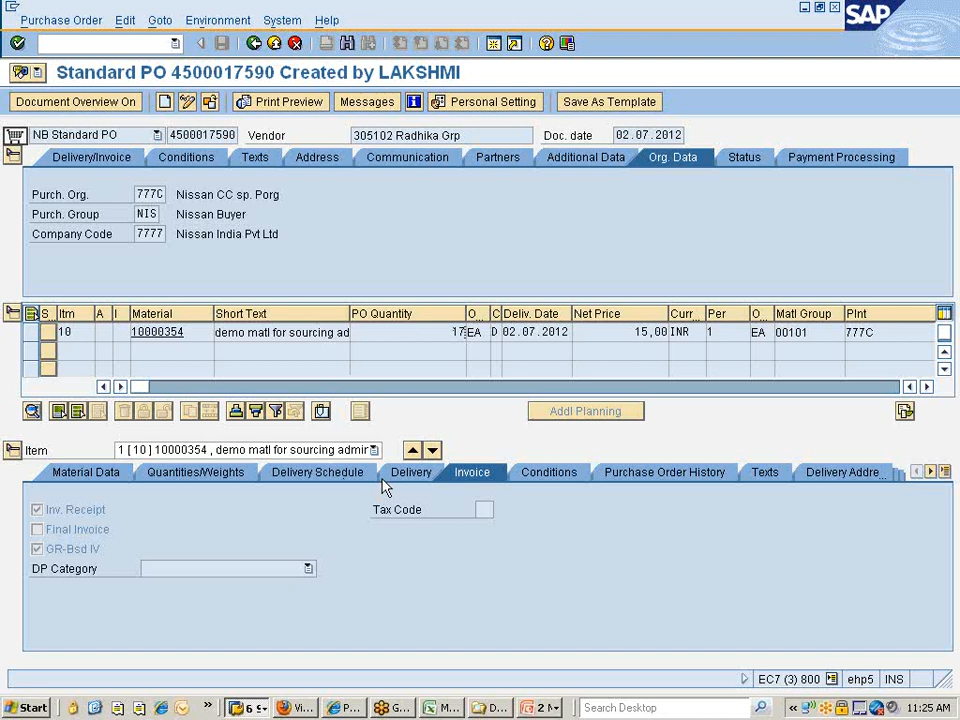 Purchase Order Edit Goto Environment System Help
SAP
Standard PO 4500017590 Created by LAKSHMI
Document Overview On Print Preview Messages Personal Setting Save As Template
NB Standard PO 4500017590 Vendor 305102 Radhika Grp Doc. date 02.07.2012
Delivery/Invoice Conditions Texts Address Communication Partners Additional Data Org. Data Status Payment Processing
Purch. Org. 777C Nissan CC sp. Porg
Purch. Group NIS Nissan Buyer
Company Code 7777 Nissan India Pvt Ltd
S... Itm A I Material Short Text PO Quantity O... C Deliv. Date Net Price Curr... Per O... Matl Group Plnt
10 10000354 demo matl for sourcing ad 17 EA D 02.07.2012 15,00 INR 1 EA 00101 777C
Addl Planning
Item 1 [ 10 ] 10000354 , demo matl for sourcing admir
Material Data Quantities/Weights Delivery Schedule Delivery Invoice Conditions Purchase Order History Texts Delivery Addre...
Inv. Receipt Tax Code
Final Invoice
GR-Bsd IV
DP Category
EC7 (3) 800 ehp5 INS
Start 6 S Vi... P... G... M... D... 2 M Search Desktop 11:25 AM